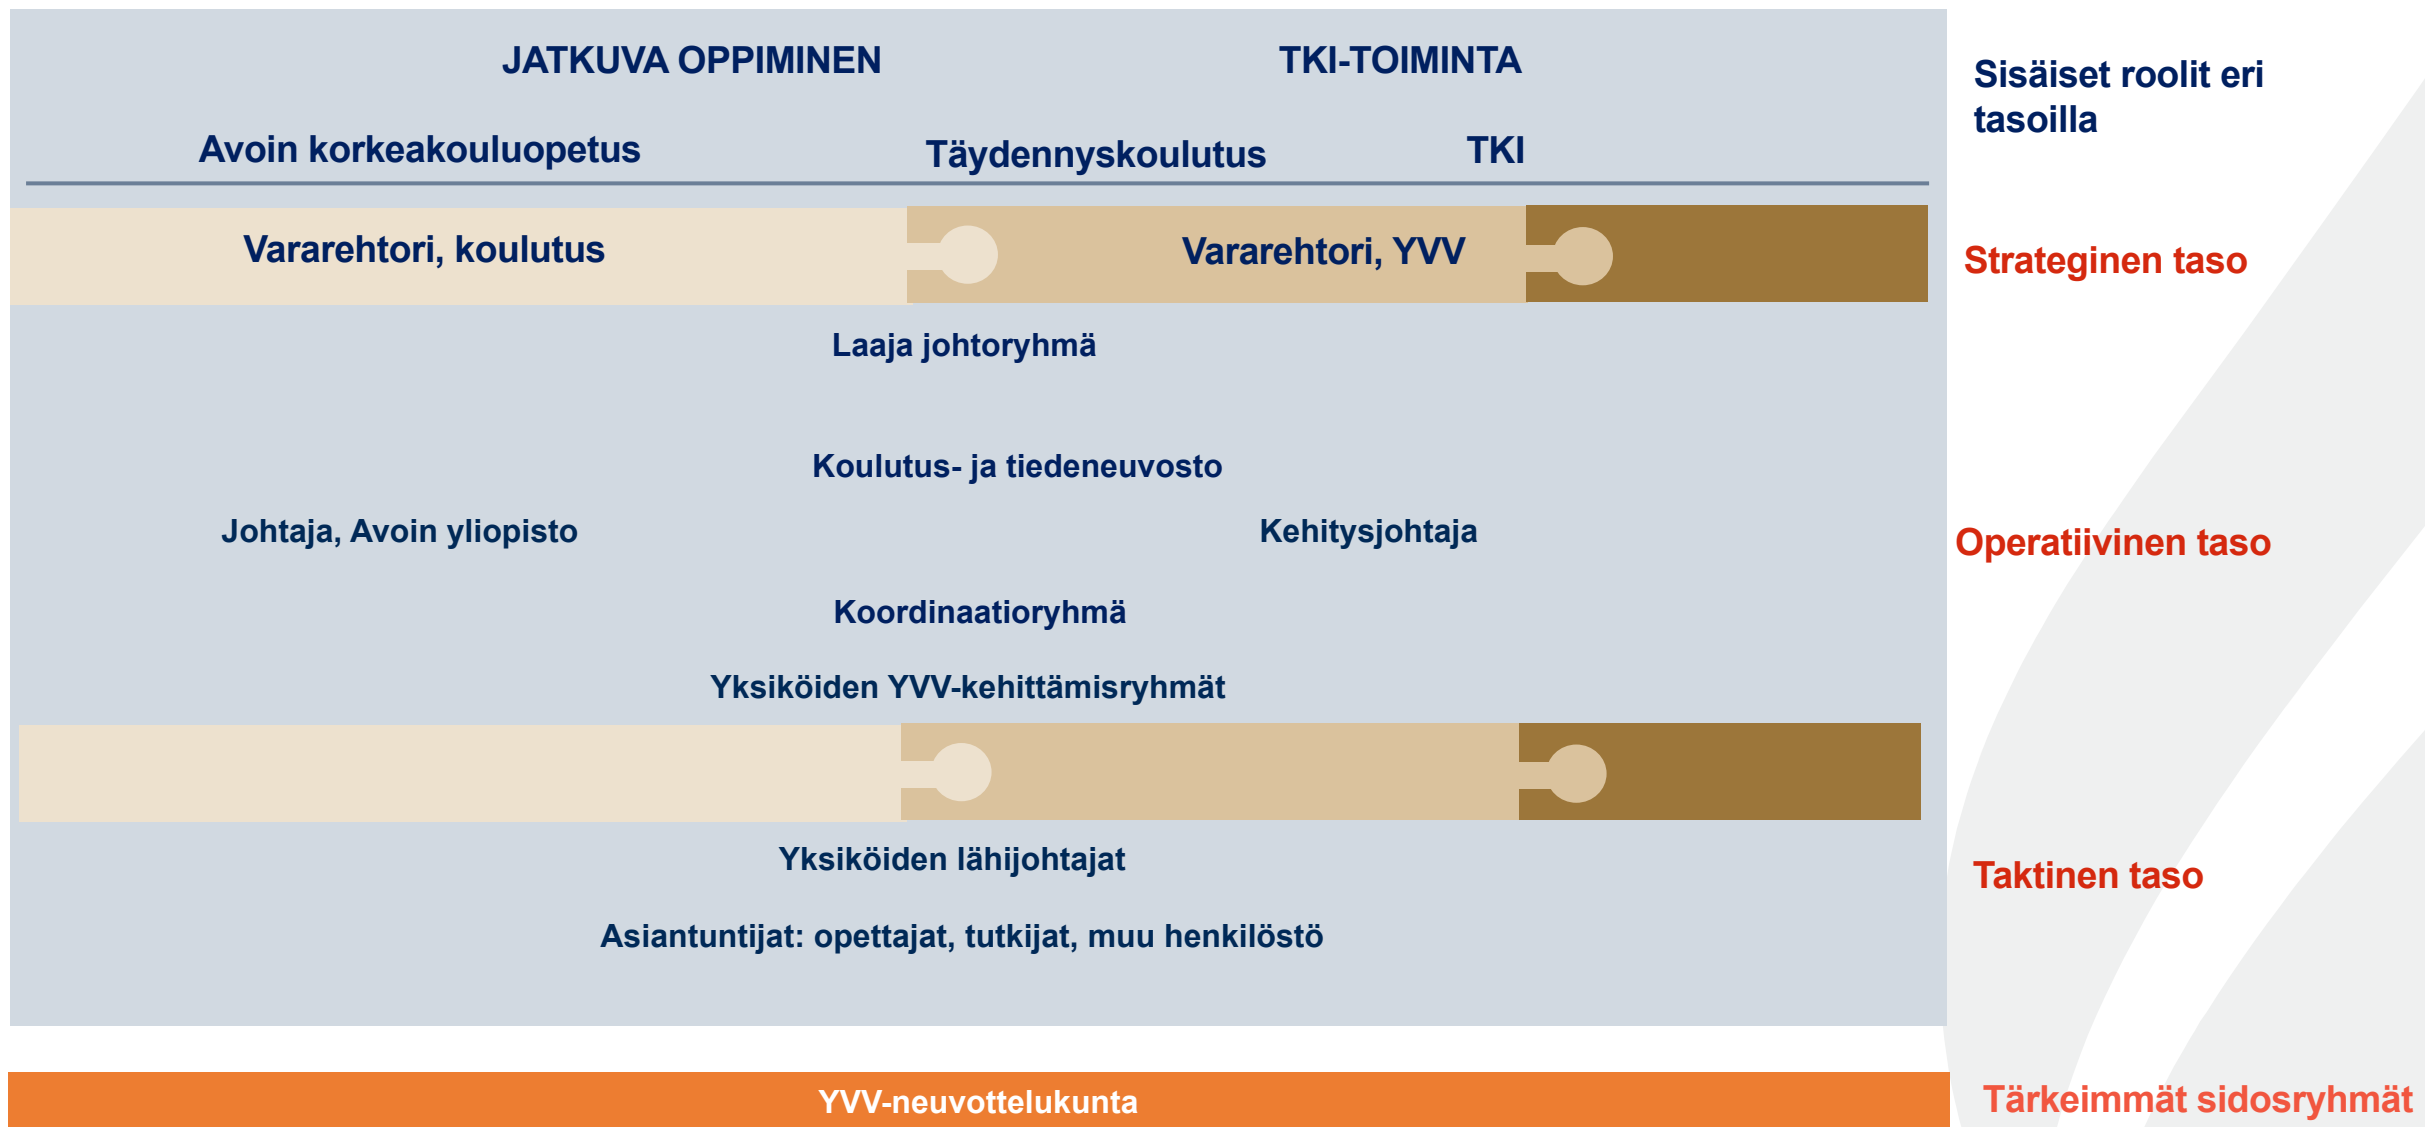 JATKUVA OPPIMINEN
TKI-TOIMINTA
Sisäiset roolit eri
tasoilla
Avoin korkeakouluopetus
Täydennyskoulutus
TKI
Vararehtori, koulutus
Vararehtori, YVV
Strateginen taso
Laaja johtoryhmä
Koulutus- ja tiedeneuvosto
Johtaja, Avoin yliopisto
Kehitysjohtaja
Operatiivinen taso
Koordinaatioryhmä
Yksiköiden YVV-kehittämisryhmät
Yksiköiden lähijohtajat
Taktinen taso
Asiantuntijat: opettajat, tutkijat, muu henkilöstö
YVV-neuvottelukunta
Tärkeimmät sidosryhmät